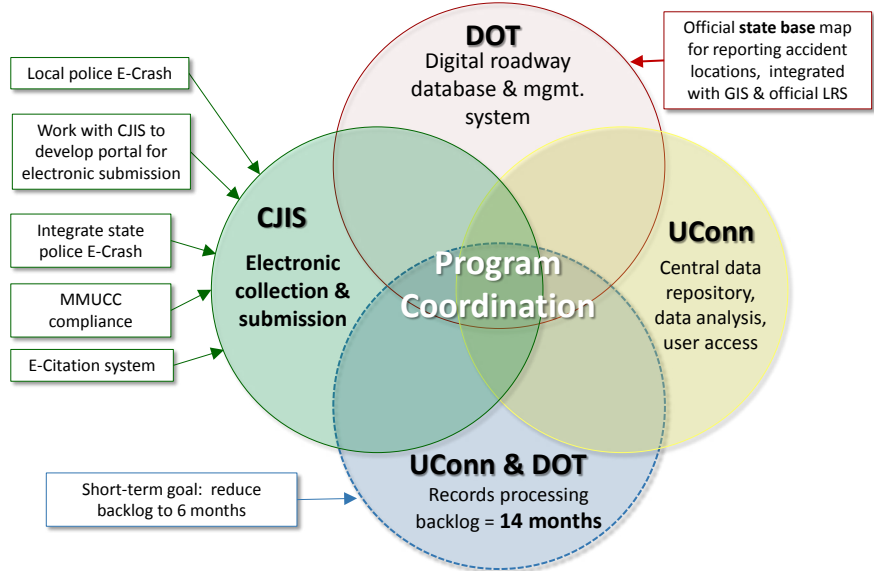 DOT
Digital roadway
database & mgmt.
system
Official state base map
for reporting accident
locations, integrated
with GIS & official LRS
Local police E-Crash
Work with CJIS to
develop portal for
electronic submission
Integrate state
police E-Crash
MMUCC
compliance
E-Citation system
CJIS
Electronic
collection &
submission
Program
Coordination
UConn
Central data
repository,
data analysis,
user access
UConn & DOT
Records processing
backlog = 14 months
Short-term goal: reduce
backlog to 6 months